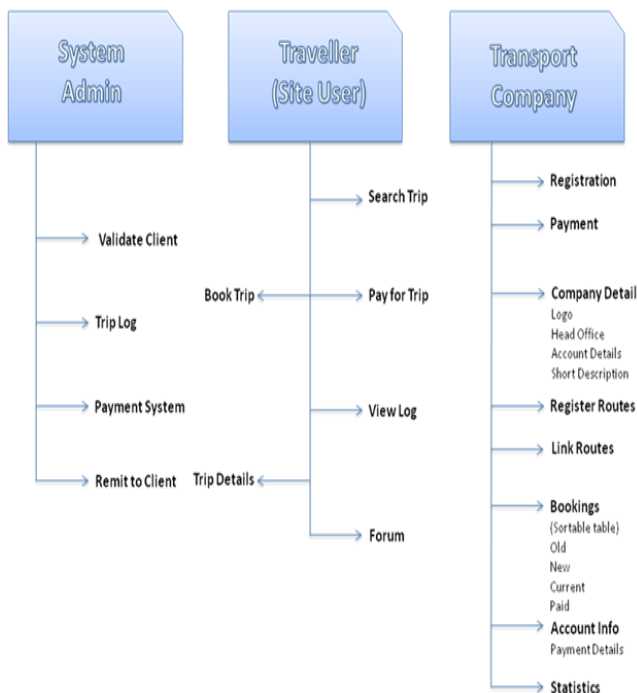 System
Admin
Validate Client
Trip Log
Payment System
Remit to Client
Traveller
(Site User)
Search Trip
Book Trip
Pay for Trip
View Log
Trip Details
Forum
Transport
Company
Registration
Payment
Company Detail
Logo
Head Office
Account Details
Short Description
Register Routes
Link Routes
Bookings
(Sortable table)
Old
New
Current
Paid
Account Info
Payment Details
Statistics